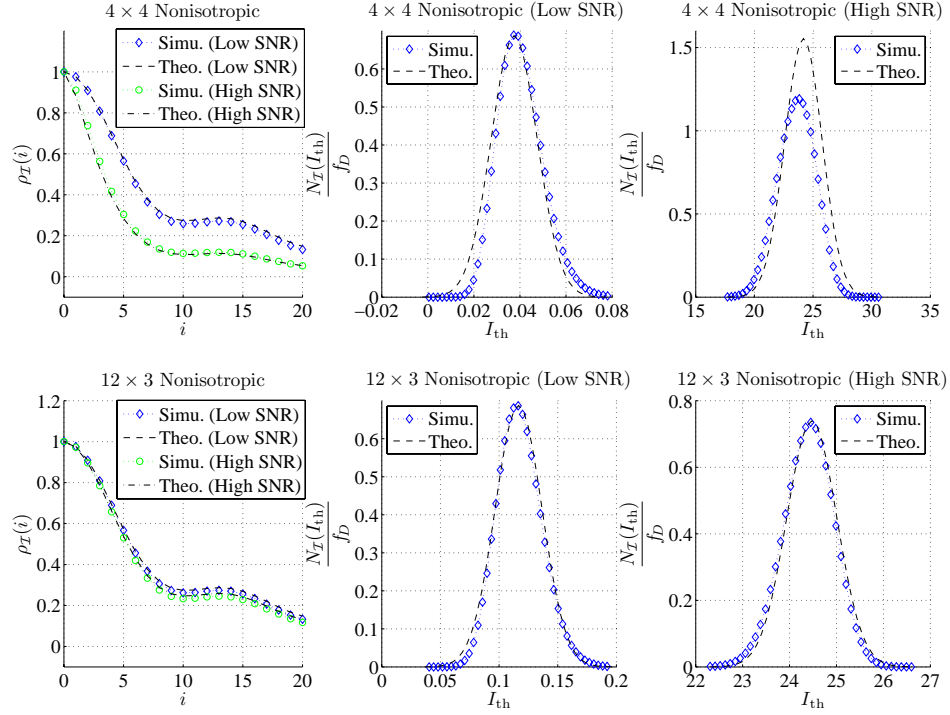 4 × 4 Nonisotropic
Simu. (Low SNR)
Theo. (Low SNR)
Simu. (High SNR)
Theo. (High SNR)
1
0.8
0.6
0.4
0.2
0
0 5 10 15 20
i
ρ_I(i)
4 × 4 Nonisotropic (Low SNR)
Simu.
Theo.
0.6
0.5
0.4
0.3
0.2
0.1
0
−0.02 0 0.02 0.04 0.06 0.08
I_th
N_I(I_th)
f_D
4 × 4 Nonisotropic (High SNR)
Simu.
Theo.
1.5
1
0.5
0
15 20 25 30 35
I_th
N_I(I_th)
f_D
12 × 3 Nonisotropic
Simu. (Low SNR)
Theo. (Low SNR)
Simu. (High SNR)
Theo. (High SNR)
1.2
1
0.8
0.6
0.4
0.2
0
0 5 10 15 20
i
ρ_I(i)
12 × 3 Nonisotropic (Low SNR)
Simu.
Theo.
0.6
0.5
0.4
0.3
0.2
0.1
0
0 0.05 0.1 0.15 0.2
I_th
N_I(I_th)
f_D
12 × 3 Nonisotropic (High SNR)
Simu.
Theo.
0.8
0.6
0.4
0.2
0
22 23 24 25 26 27
I_th
N_I(I_th)
f_D